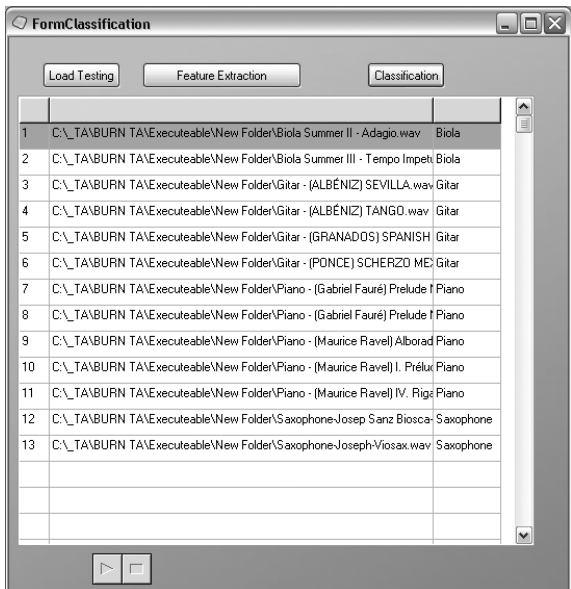 FormClassification
Load Testing Feature Extraction Classification
1 C:\_TA\BURN TA\Executeable\New Folder\Biola Summer II - Adagio.wav Biola
2 C:\_TA\BURN TA\Executeable\New Folder\Biola Summer III - Tempo Impetu Biola
3 C:\_TA\BURN TA\Executeable\New Folder\Gitar - (ALBÉNIZ) SEVILLA.wav Gitar
4 C:\_TA\BURN TA\Executeable\New Folder\Gitar - (ALBÉNIZ) TANGO.wav Gitar
5 C:\_TA\BURN TA\Executeable\New Folder\Gitar - (GRANADOS) SPANISH Gitar
6 C:\_TA\BURN TA\Executeable\New Folder\Gitar - (PONCE) SCHERZO ME Gitar
7 C:\_TA\BURN TA\Executeable\New Folder\Piano - (Gabriel Fauré) Prelude Piano
8 C:\_TA\BURN TA\Executeable\New Folder\Piano - (Gabriel Fauré) Prelude Piano
9 C:\_TA\BURN TA\Executeable\New Folder\Piano - (Maurice Ravel) Alborad Piano
10 C:\_TA\BURN TA\Executeable\New Folder\Piano - (Maurice Ravel) I. Prélu Piano
11 C:\_TA\BURN TA\Executeable\New Folder\Piano - (Maurice Ravel) IV. Riga Piano
12 C:\_TA\BURN TA\Executeable\New Folder\Saxophone-Josep Sanz Biosca- Saxophone
13 C:\_TA\BURN TA\Executeable\New Folder\Saxophone-Joseph-Viosax.wav Saxophone